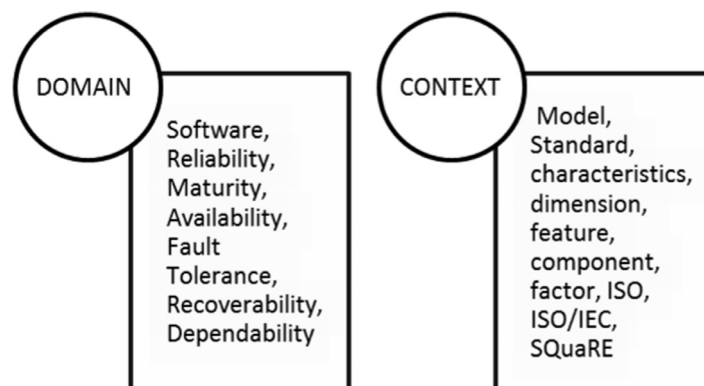 DOMAIN
Software,
Reliability,
Maturity,
Availability,
Fault
Tolerance,
Recoverability,
Dependability
CONTEXT
Model,
Standard,
characteristics,
dimension,
feature,
component,
factor, ISO,
ISO/IEC,
SQuaRE